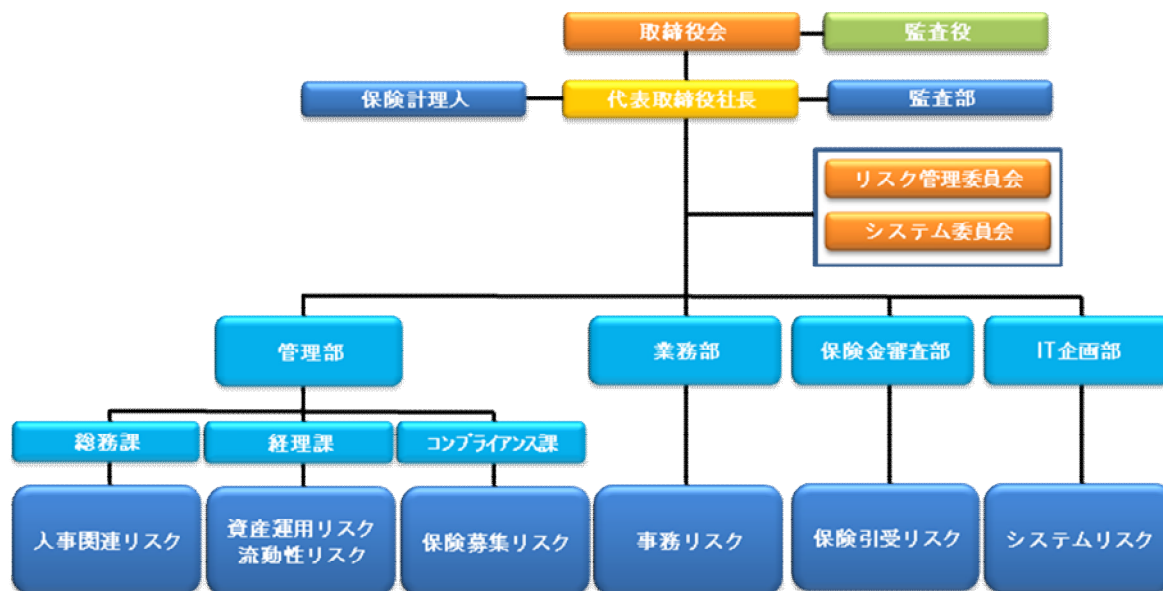 取締役会
監査役
保険計理人
代表取締役社長
監査部
リスク管理委員会
システム委員会
管理部
業務部
保険金審査部
IT企画部
総務課
経理課
コンプライアンス課
人事関連リスク
資産運用リスク
流動性リスク
保険募集リスク
事務リスク
保険引受リスク
システムリスク